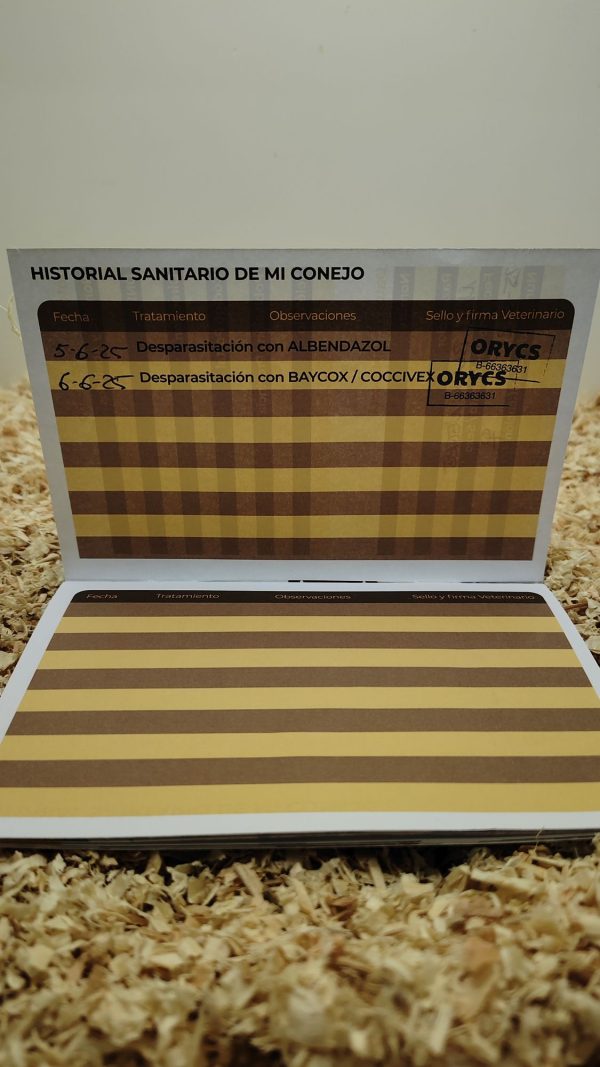 HISTORIAL SANITARIO DE MI CONEJO
Fecha Tratamiento Observaciones Sello y firma Veterinario
5-6-25 Desparasitación con ALBENDAZOL ORYCS
B-66363631
6-6-25 Desparasitación con BAYCOX / COCCIVEX ORYCS
B-66363631
Fecha Tratamiento Observaciones Sello y firma Veterinario